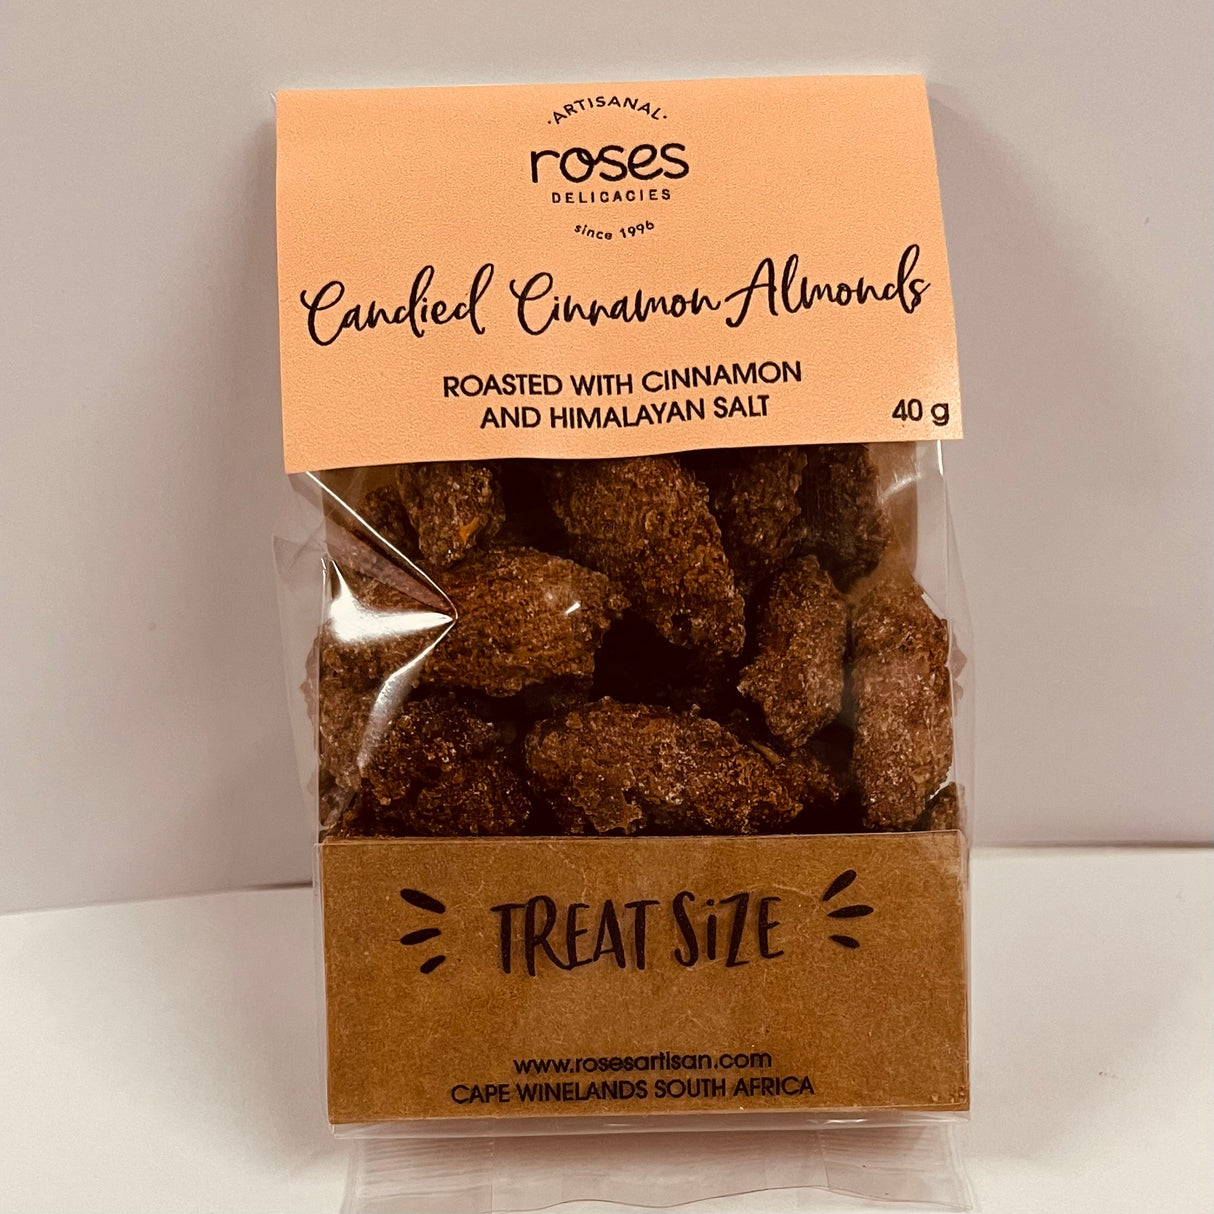 ·ARTISANAL·
roses
DELICACIES
since 1996
Candied Cinnamon Almonds
ROASTED WITH CINNAMON
AND HIMALAYAN SALT
40 g
TREAT SiZE
www.rosesartisan.com
CAPE WINELANDS SOUTH AFRICA